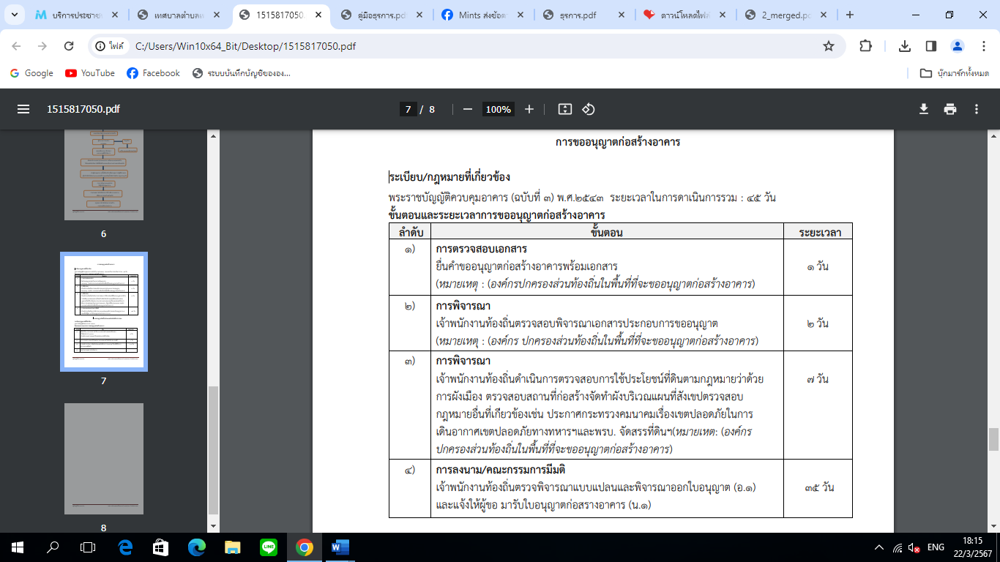 บริการประชาช
เทศบาลตำบลเ
1515817050.
คู่มือธุรการ.pd
Mints ส่งข้อค
ธุรการ.pdf
ดาวน์โหลดไฟล์
2_merged.pd
ไฟล์ C:/Users/Win10x64_Bit/Desktop/1515817050.pdf
Google YouTube Facebook ระบบบันทึกบัญชีขององ... บุ๊กมาร์กทั้งหมด
1515817050.pdf 7 / 8 100%
6
7
8
การขออนุญาตก่อสร้างอาคาร
ระเบียบ/กฎหมายที่เกี่ยวข้อง
พระราชบัญญัติควบคุมอาคาร (ฉบับที่ ๓) พ.ศ.๒๕๔๓ ระยะเวลาในการดาเนินการรวม : ๔๕ วัน
ขั้นตอนและระยะเวลาการขออนุญาตก่อสร้างอาคาร
ลำดับ ขั้นตอน ระยะเวลา
๑) การตรวจสอบเอกสาร
ยื่นคำขออนุญาตก่อสร้างอาคารพร้อมเอกสาร ๑ วัน
(หมายเหตุ : (องค์กรปกครองส่วนท้องถิ่นในพื้นที่ที่จะขออนุญาตก่อสร้างอาคาร)
๒) การพิจารณา
เจ้าพนักงานท้องถิ่นตรวจสอบพิจารณาเอกสารประกอบการขออนุญาต ๒ วัน
(หมายเหตุ : (องค์กร ปกครองส่วนท้องถิ่นในพื้นที่ที่จะขออนุญาตก่อสร้างอาคาร)
๓) การพิจารณา
เจ้าพนักงานท้องถิ่นดำเนินการตรวจสอบการใช้ประโยชน์ที่ดินตามกฎหมายว่าด้วย ๗ วัน
การผังเมือง ตรวจสอบสถานที่ก่อสร้างจัดทำผังบริเวณแผนที่สังเขปตรวจสอบ
กฎหมายอื่นที่เกี่ยวข้องเช่น ประกาศกระทรวงคมนาคมเรื่องเขตปลอดภัยในการ
เดินอากาศเขตปลอดภัยทางทหารฯและพรบ. จัดสรรที่ดินฯ(หมายเหต: (องค์กร
ปกครองส่วนท้องถิ่นในพื้นที่ที่จะขออนุญาตก่อสร้างอาคาร)
๔) การลงนาม/คณะกรรมการมีมติ
เจ้าพนักงานท้องถิ่นตรวจพิจารณาแบบแปลนและพิจารณาออกใบอนุญาต (อ.๑) ๓๕ วัน
และแจ้งให้ผู้ขอ มารับใบอนุญาตก่อสรางอาคาร (น.๑)
ENG 18:15
22/3/2567